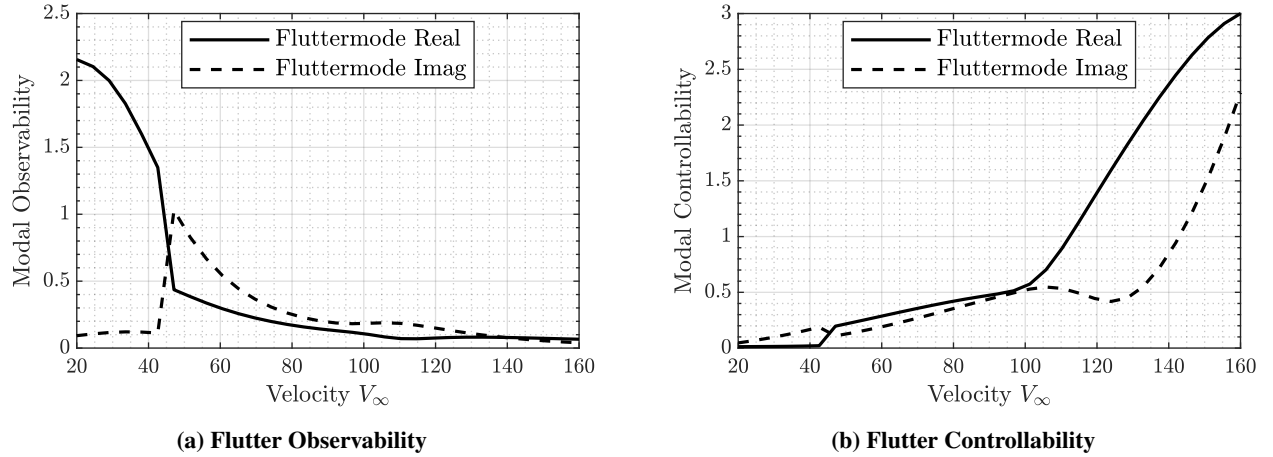 2.5
2
1.5
1
0.5
0
20 40 60 80 100 120 140 160
Modal Observability
Velocity V∞
Fluttermode Real
Fluttermode Imag
(a) Flutter Observability
3
2.5
2
1.5
1
0.5
0
20 40 60 80 100 120 140 160
Modal Controllability
Velocity V∞
Fluttermode Real
Fluttermode Imag
(b) Flutter Controllability